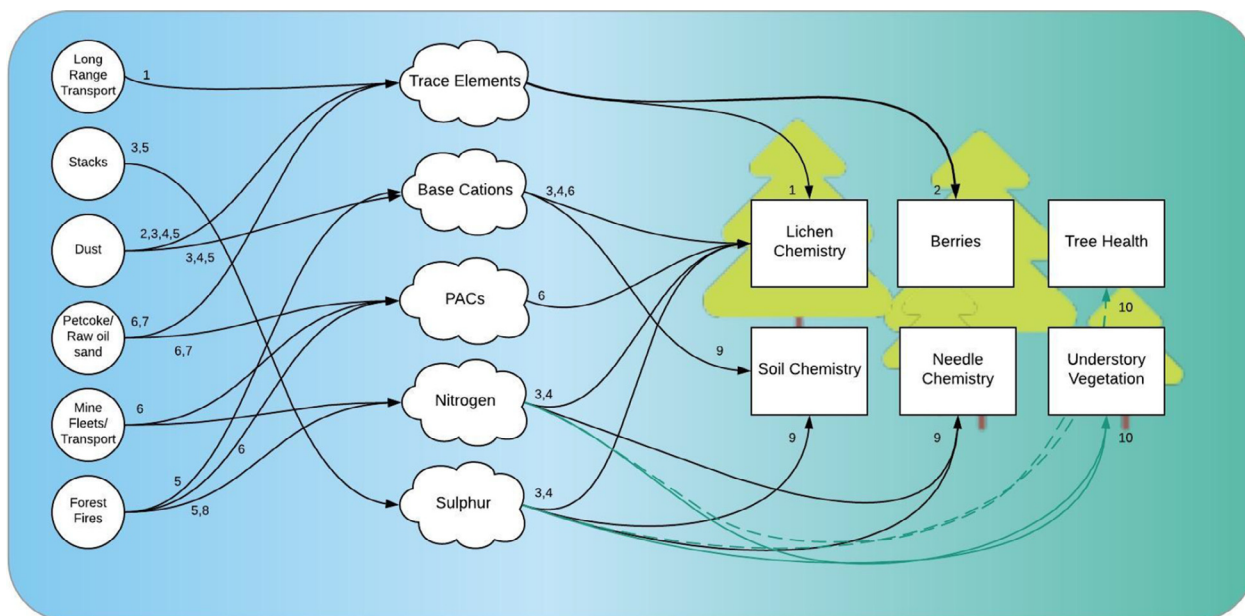 Long
Range
Transport
1
Trace Elements
Stacks
3,5
Base Cations
3,4,6
1
2
Lichen
Chemistry
Berries
Tree Health
Dust
2,3,4,5
3,4,5
PACs
6
10
Petcoke/
Raw oil
sand
6,7
6,7
9
Soil Chemistry
Needle
Chemistry
Understory
Vegetation
Nitrogen
3,4
Mine
Fleets/
Transport
6
6
9
9
10
Forest
Fires
5
5,8
Sulphur
3,4